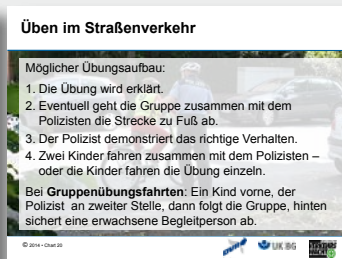 Üben im Straßenverkehr
Möglicher Übungsaufbau:
1. Die Übung wird erklärt.
2. Eventuell geht die Gruppe zusammen mit dem
Polizisten die Strecke zu Fuß ab.
3. Der Polizist demonstriert das richtige Verhalten.
4. Zwei Kinder fahren zusammen mit dem Polizisten –
oder die Kinder fahren die Übung einzeln.
Bei Gruppenübungsfahrten: Ein Kind vorne, der
Polizist an zweiter Stelle, dann folgt die Gruppe, hinten
sichert eine erwachsene Begleitperson ab.
© 2014 • Chart 20
UK BG